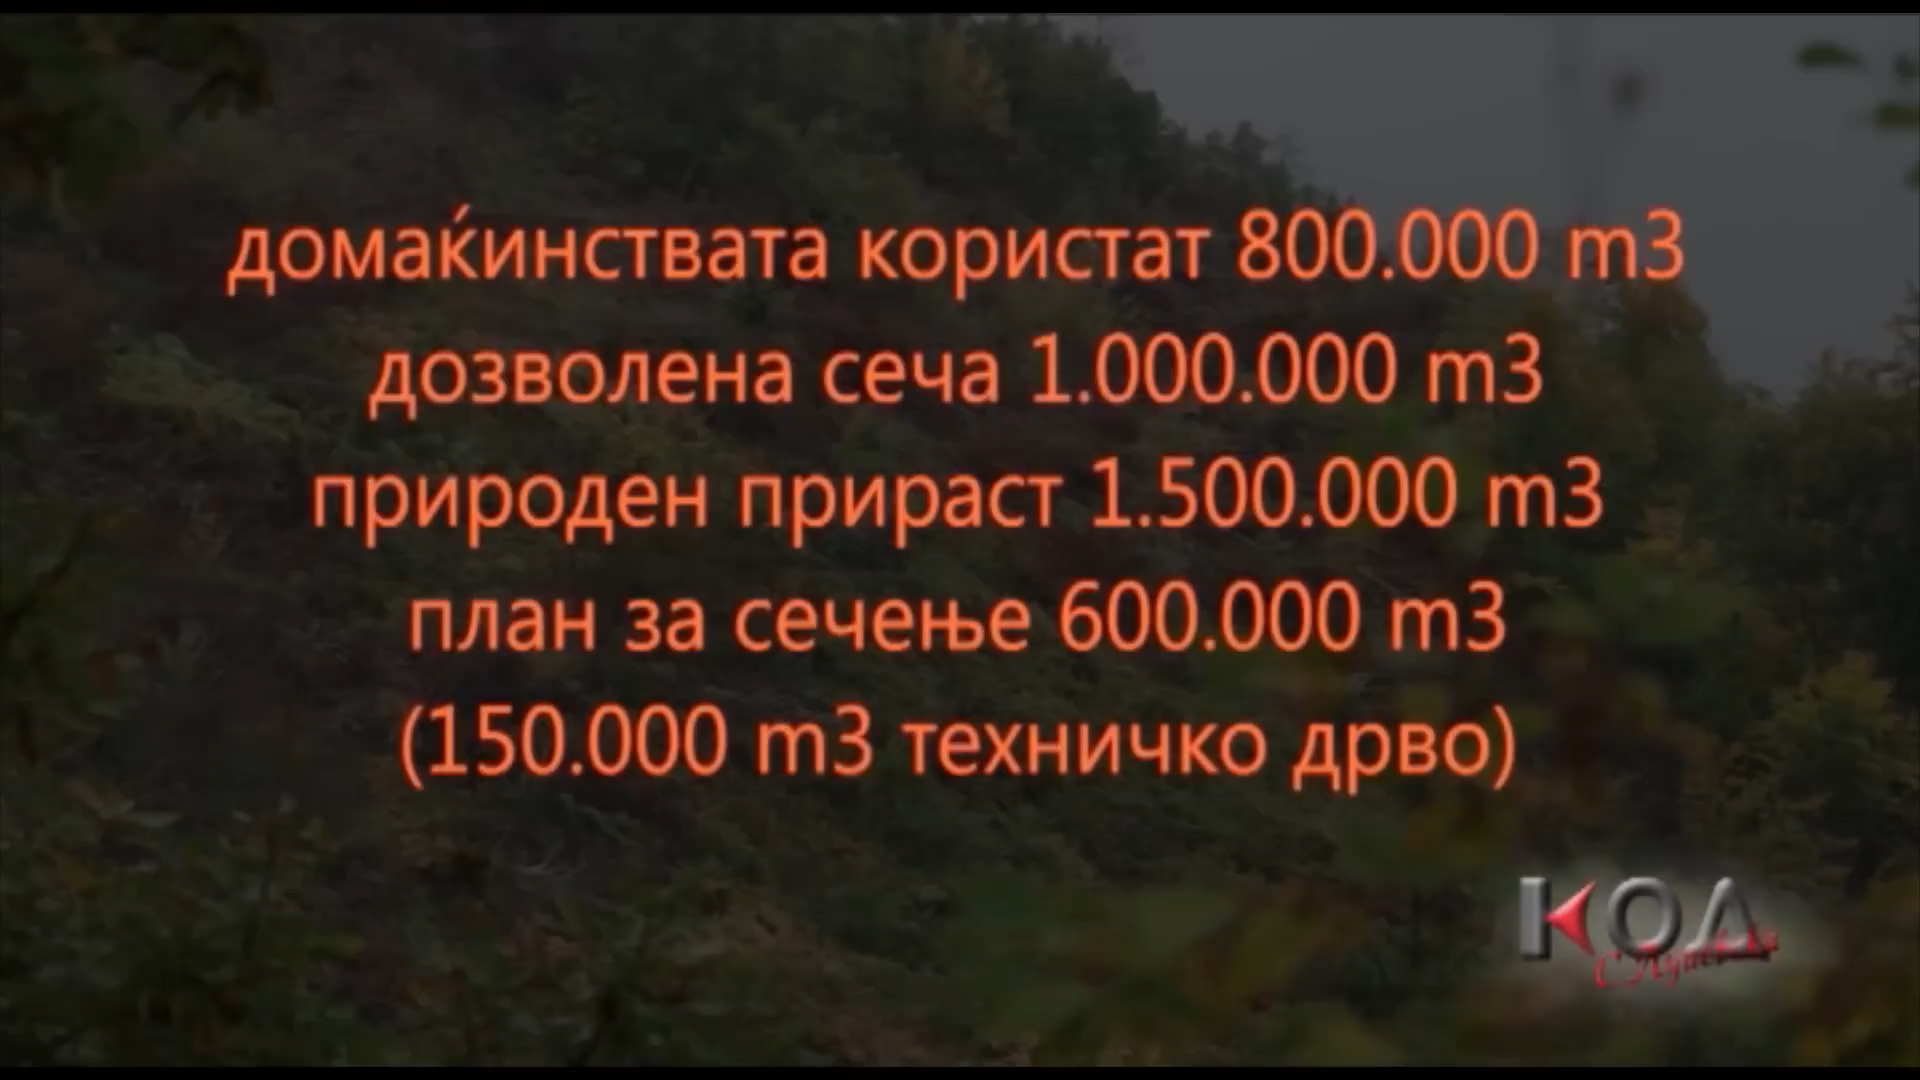 домаќинствата користат 800.000 m3
дозволена сеча 1.000.000 m3
природен прираст 1.500.000 m3
план за сечење 600.000 m3
(150.000 m3 техничко дрво)
КОД